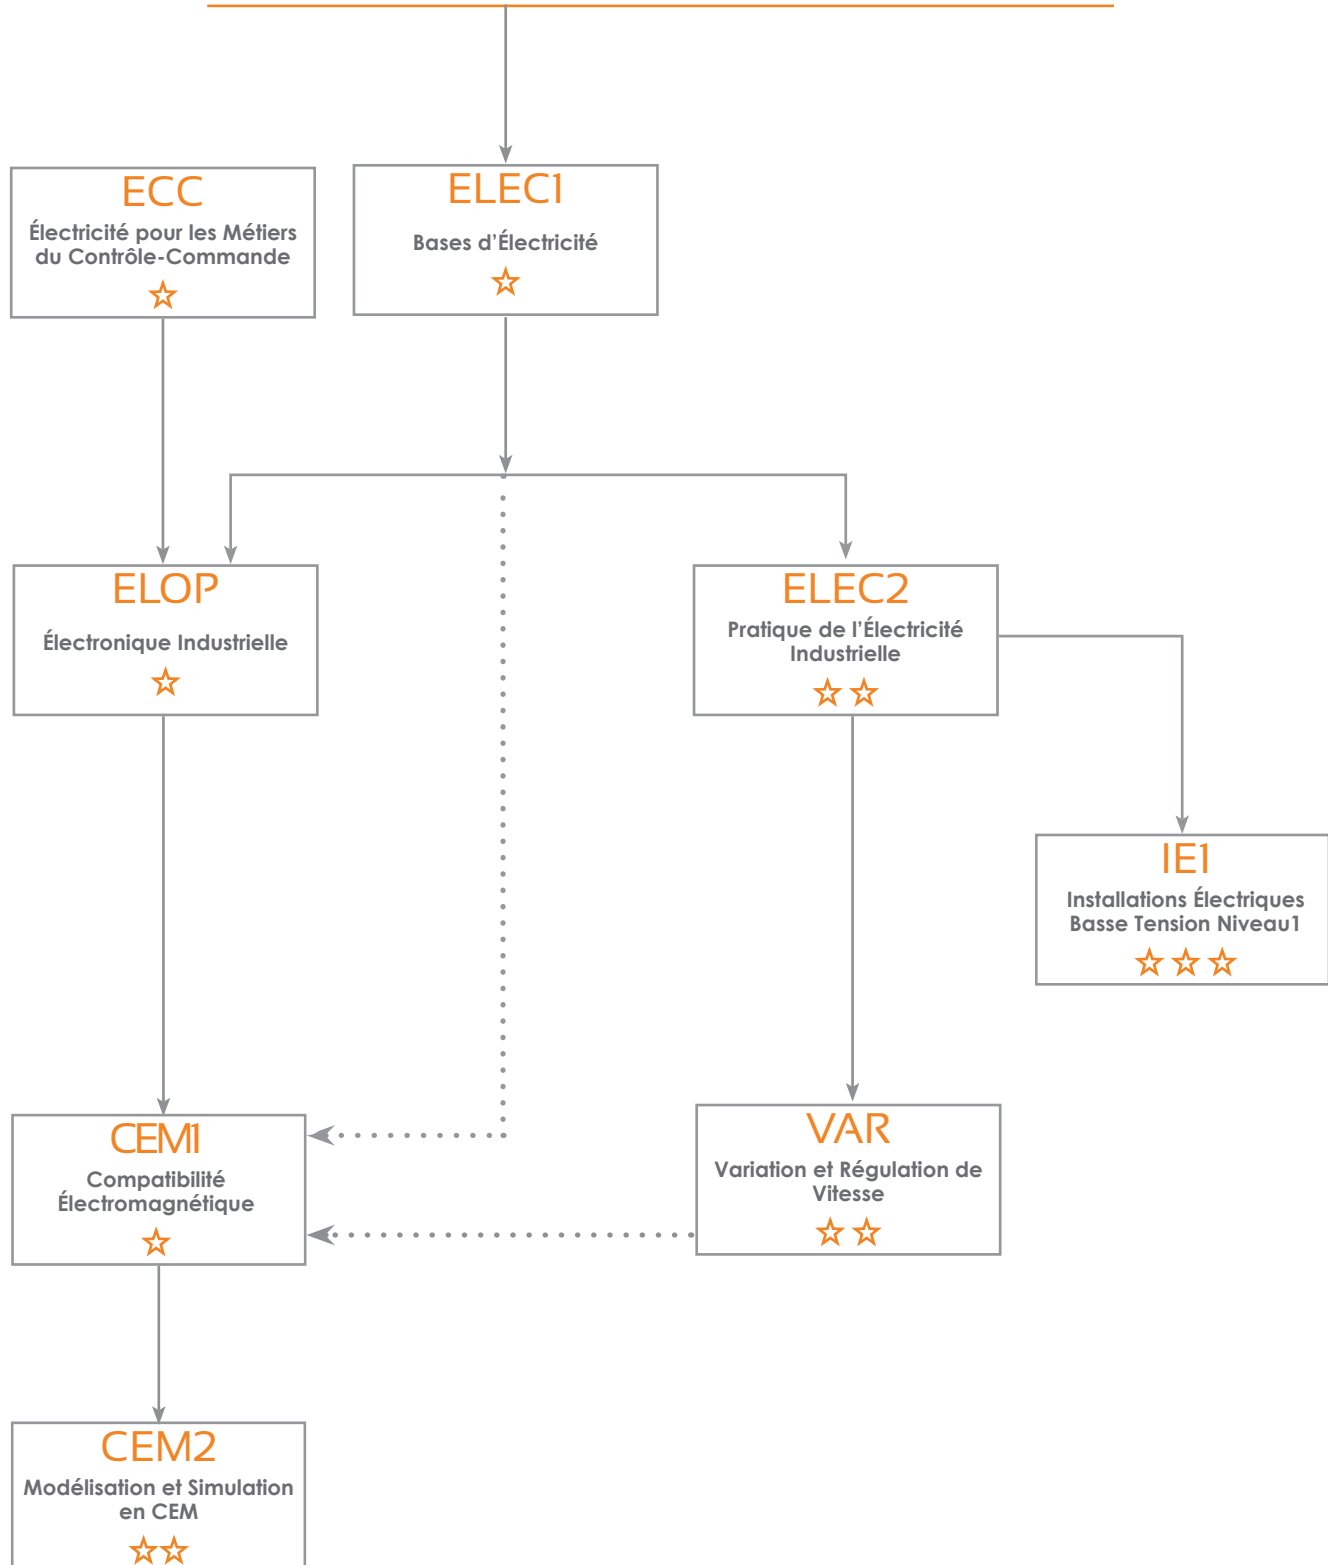 ECC
Électricité pour les Métiers
du Contrôle-Commande
ELEC1
Bases d’Électricité
ELOP
Électronique Industrielle
ELEC2
Pratique de l’Électricité
Industrielle
IE1
Installations Électriques
Basse Tension Niveau1
CEM1
Compatibilité
Électromagnétique
VAR
Variation et Régulation de
Vitesse
CEM2
Modélisation et Simulation
en CEM